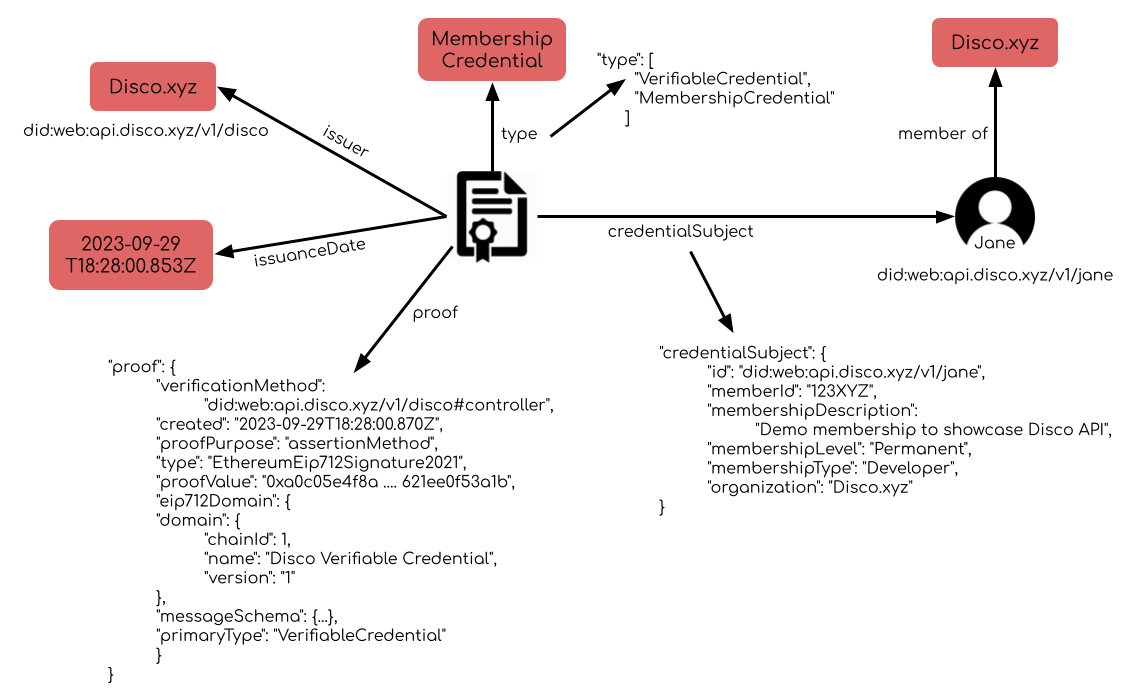 Membership
Credential
Disco.xyz
"type": [
"VerifiableCredential",
"MembershipCredential"
]
Disco.xyz
did:web:api.disco.xyz/v1/disco
issuer
type
member of
2023-09-29
T18:28:00.853Z
issuanceDate
credentialSubject
Jane
did:web:api.disco.xyz/v1/jane
proof
"proof": {
"verificationMethod":
"did:web:api.disco.xyz/v1/disco#controller",
"created": "2023-09-29T18:28:00.870Z",
"proofPurpose": "assertionMethod",
"type": "EthereumEip712Signature2021",
"proofValue": "0xa0c05e4f8a .... 621ee0f53a1b",
"eip712Domain": {
"domain": {
"chainId": 1,
"name": "Disco Verifiable Credential",
"version": "1"
},
"messageSchema": {...},
"primaryType": "VerifiableCredential"
}
}
"credentialSubject": {
"id": "did:web:api.disco.xyz/v1/jane",
"memberId": "123XYZ",
"membershipDescription":
"Demo membership to showcase Disco API",
"membershipLevel": "Permanent",
"membershipType": "Developer",
"organization": "Disco.xyz"
}